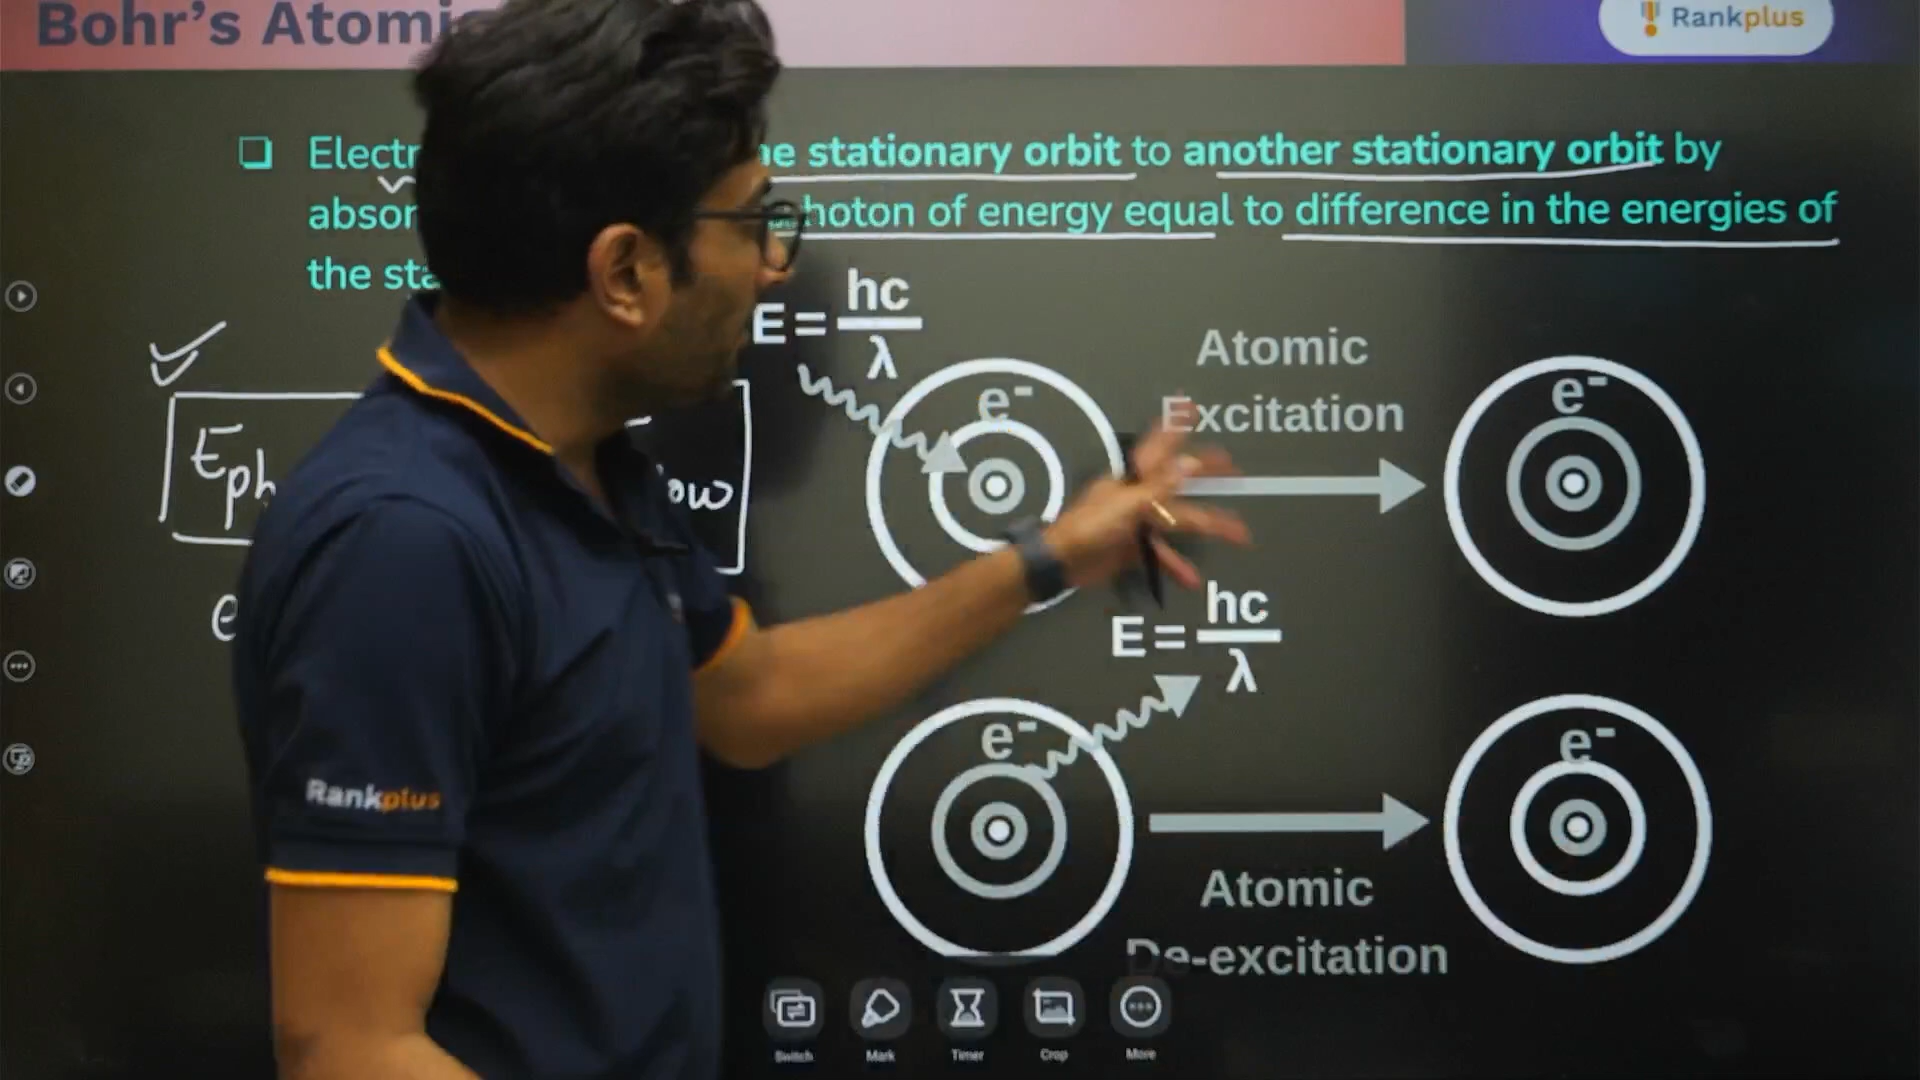 Bohr's Atomi
Rankplus
Electr
ne stationary orbit to another stationary orbit by
absor
hoton of energy equal to difference in the energies of
the sta
E = hc
λ
Atomic
Excitation
e⁻
e⁻
Eph
low
e
E = hc
λ
e⁻
e⁻
Atomic
De-excitation
Rankplus
Switch
Mark
Timer
Crop
More